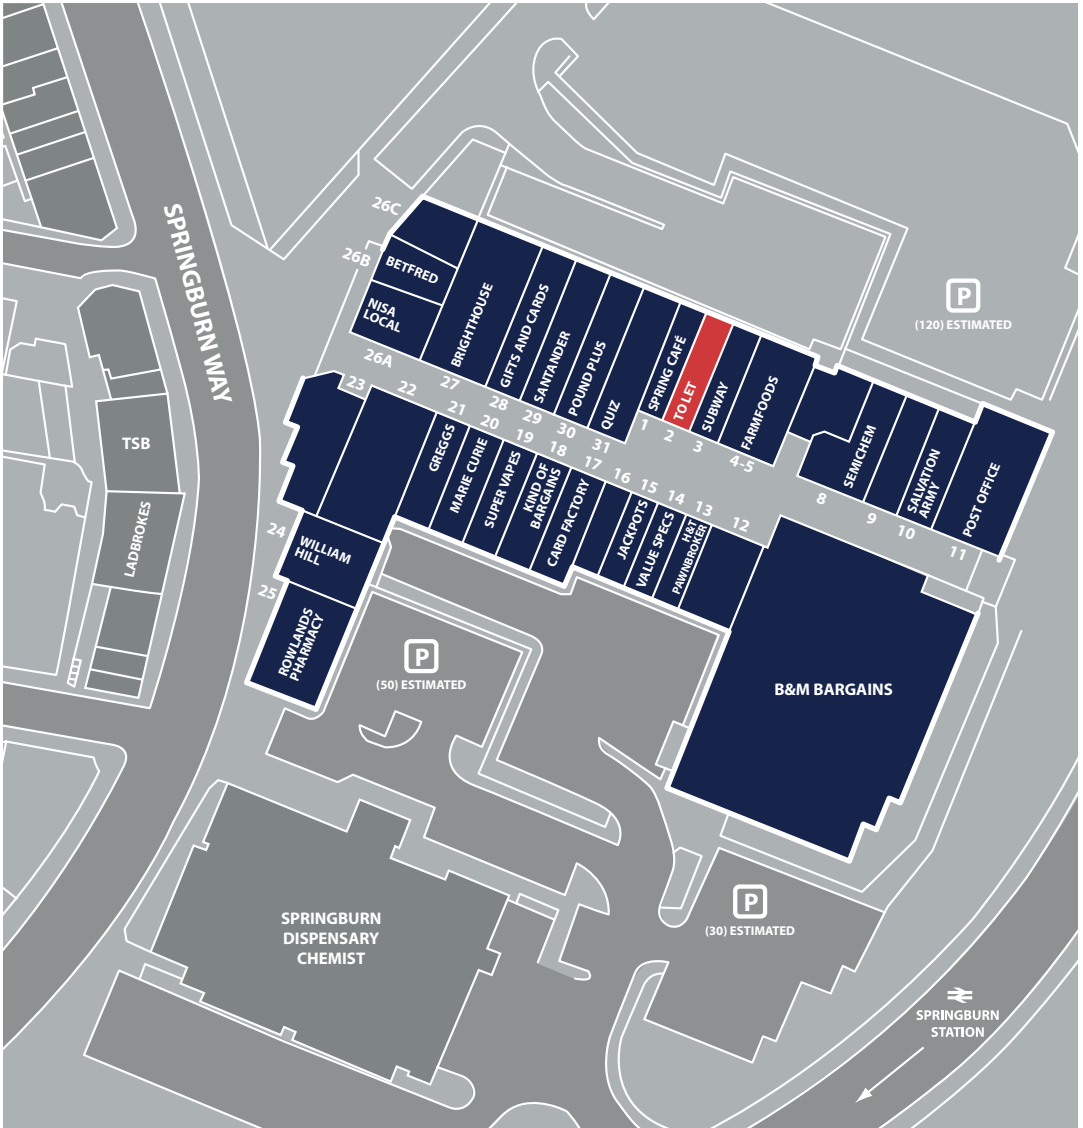 SPRINGBURN WAY
26C
26B
BETFRED
NISA
LOCAL
26A
BRIGHTHOUSE
GIFTS AND CARDS
SANTANDER
POUND PLUS
QUIZ
SPRING CAFÉ
TO LET
SUBWAY
FARMFOODS
SEMICHEM
SALVATION
ARMY
POST OFFICE
P
(120) ESTIMATED
27
28
29
30
31
1
2
3
4-5
8
9
10
11
23
22
21
20
19
18
17
16
15
14
13
12
GREGGS
MARIE CURIE
SUPER VAPES
KIND OF
BARGAINS
CARD FACTORY
JACKPOTS
VALUE SPECS
H&T
PAWNBROKER
24
WILLIAM
HILL
25
ROWLANDS
PHARMACY
TSB
LADBROKES
P
(50) ESTIMATED
B&M BARGAINS
P
(30) ESTIMATED
SPRINGBURN
DISPENSARY
CHEMIST
SPRINGBURN
STATION